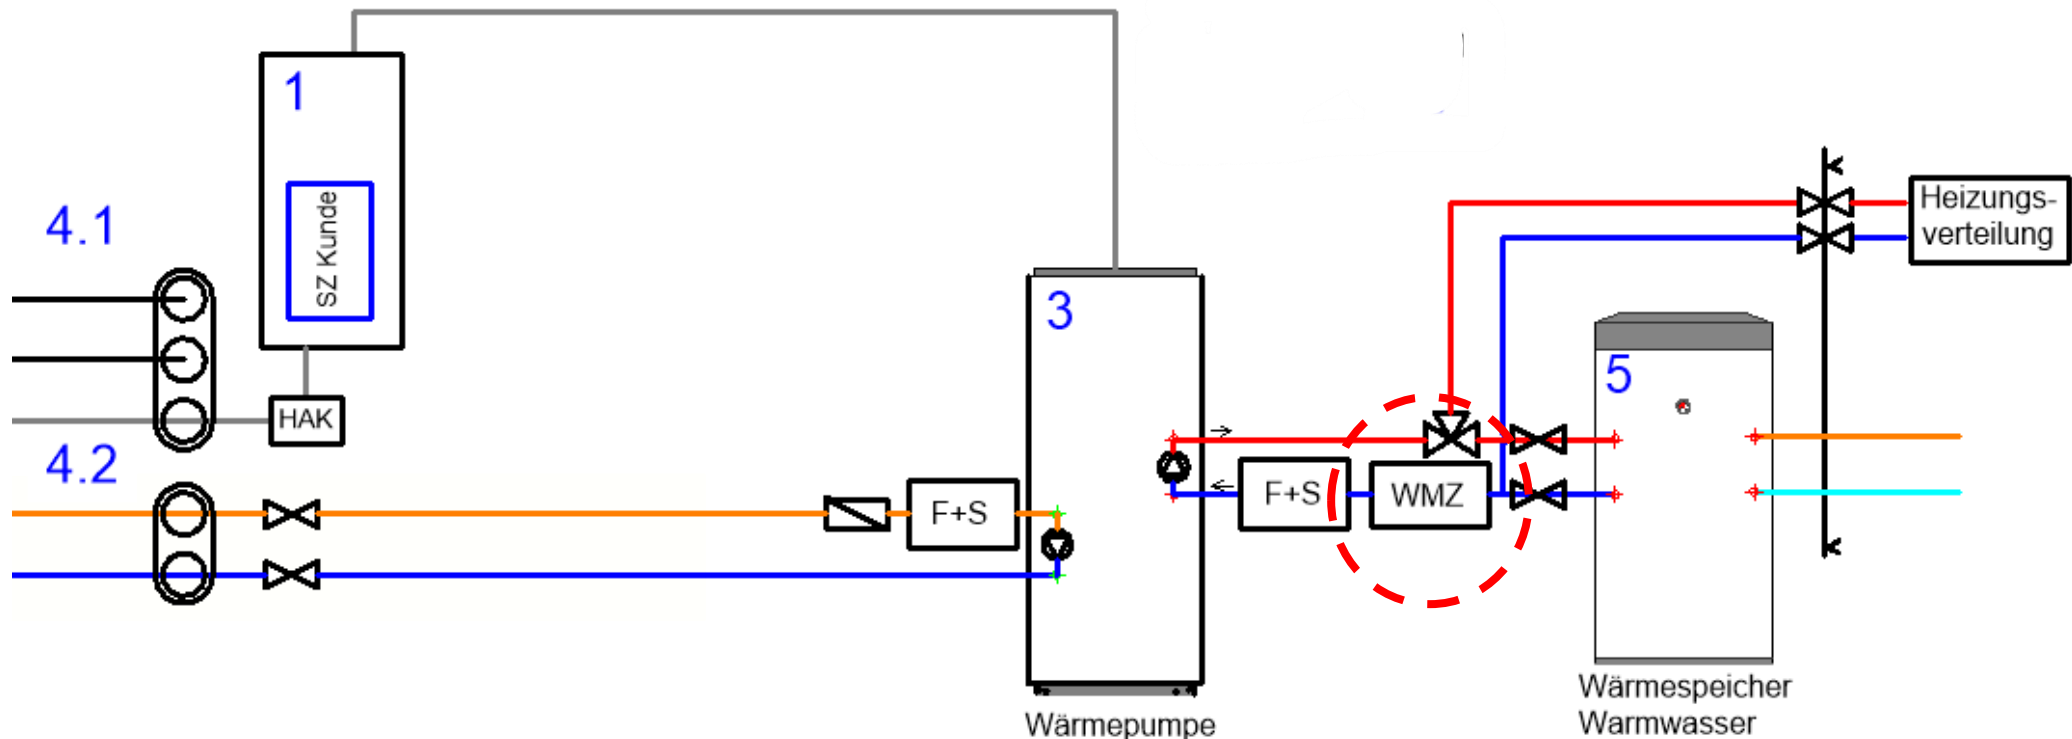 1
SZ Kunde
4.1
HAK
4.2
F+S
3
Wärmepumpe
F+S
WMZ
Heizungs-
verteilung
5
Wärmespeicher
Warmwasser